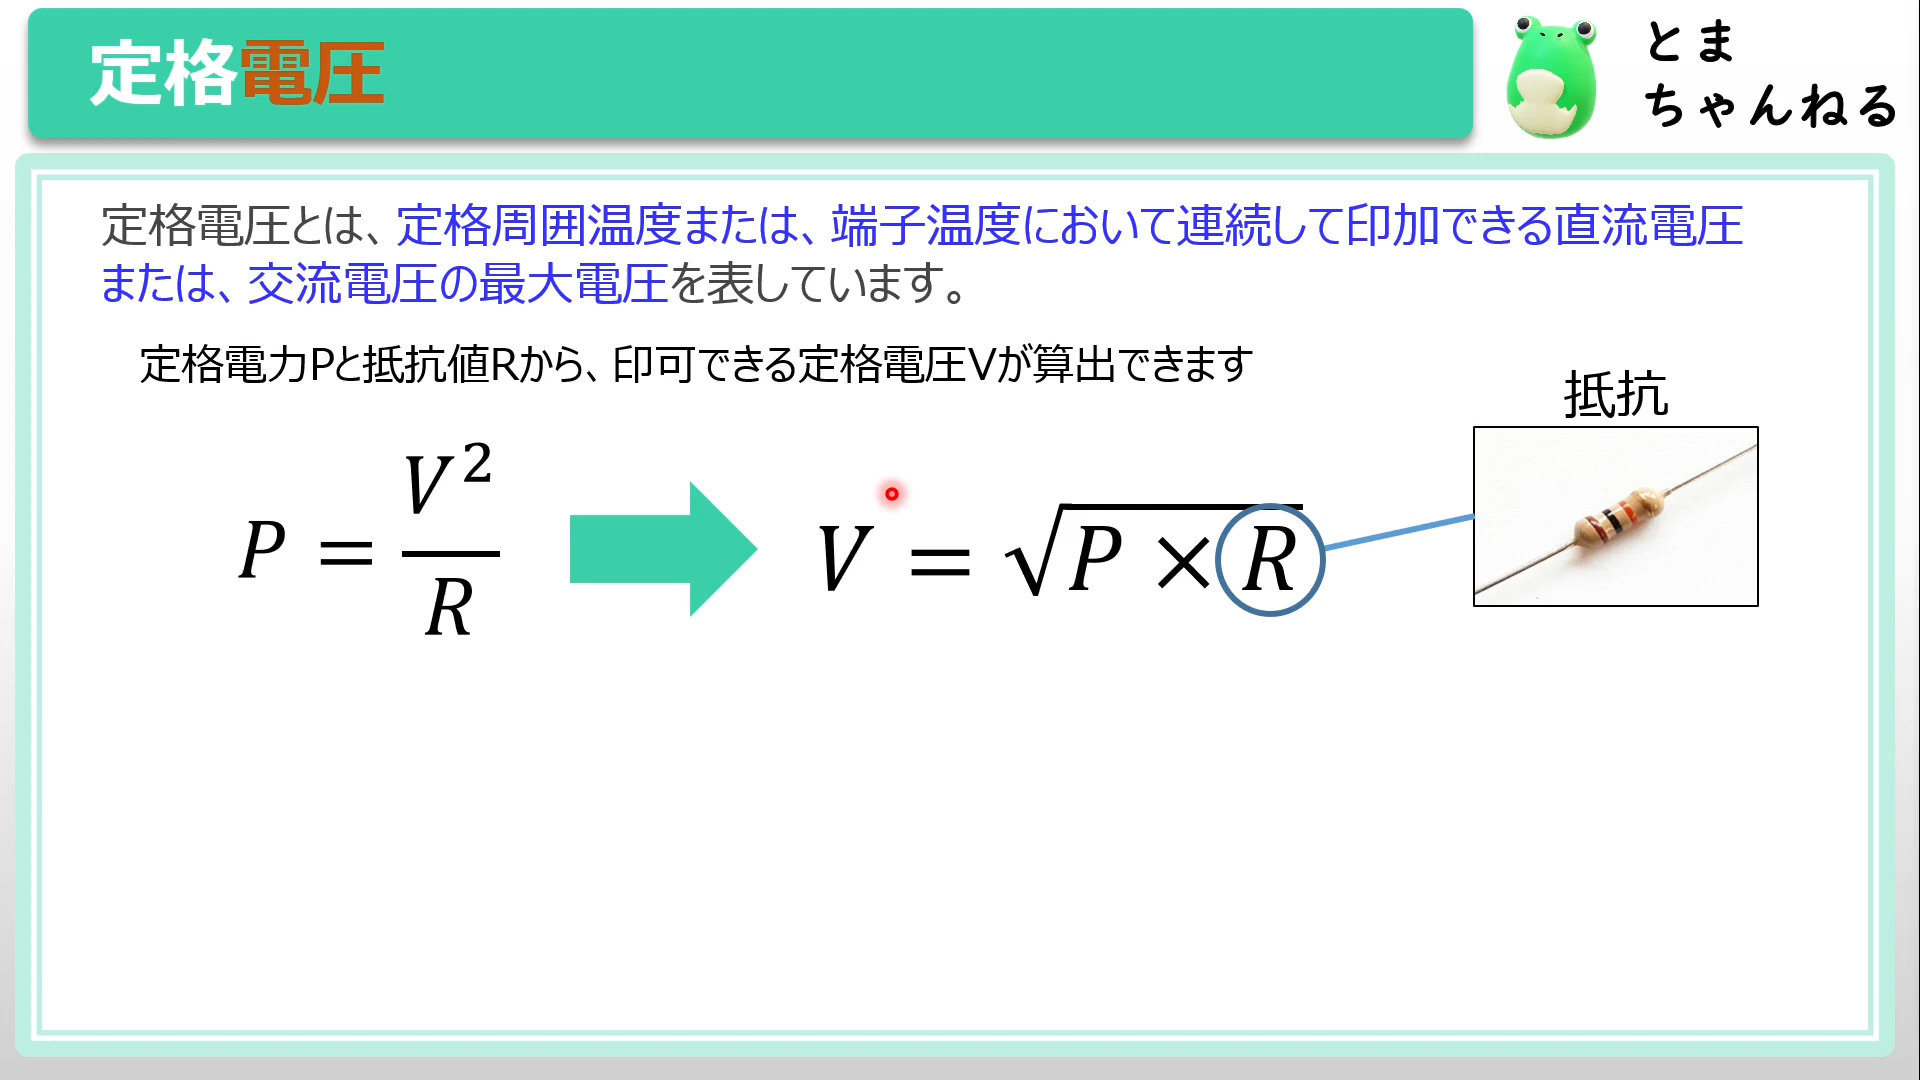 定格電圧
とま
ちゃんねる
定格電圧とは、定格周囲温度または、端子温度において連続して印加できる直流電圧
または、交流電圧の最大電圧を表しています。
定格電力Pと抵抗値Rから、印可できる定格電圧Vが算出できます
抵抗
P = V² / R
V = √(P × R)